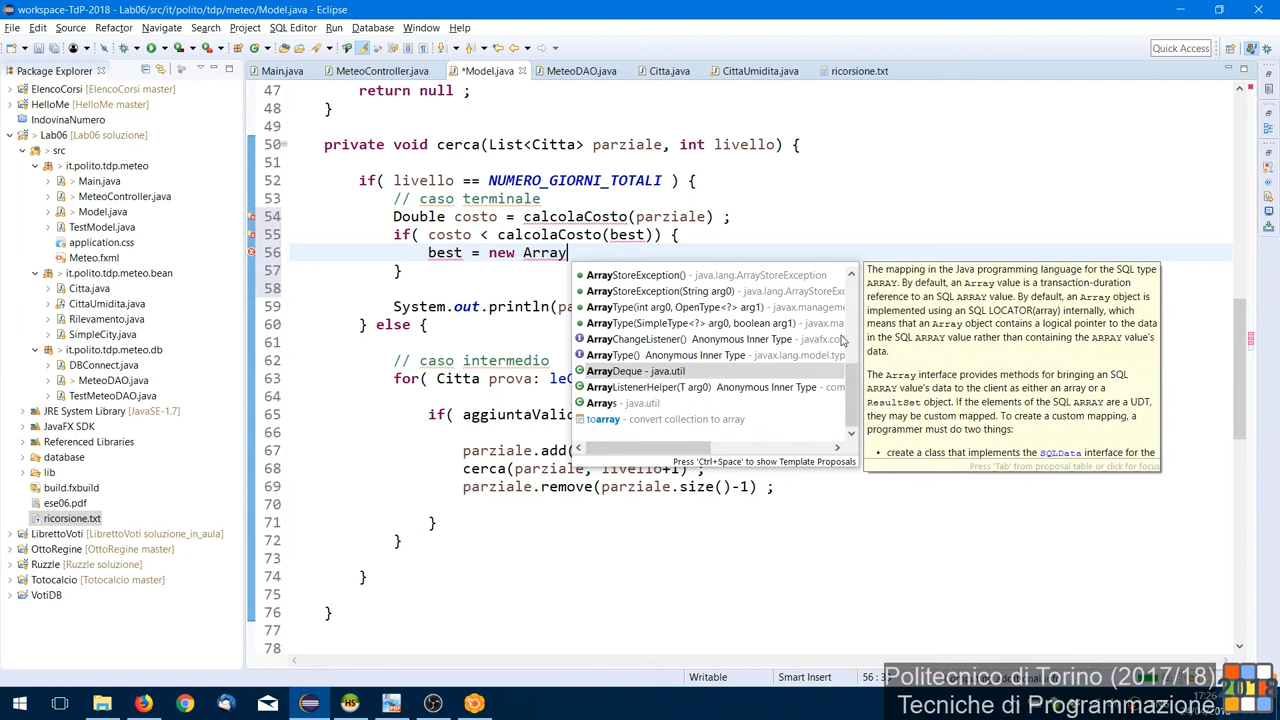 workspace-TdP-2018 - Lab06/src/it/polito/tdp/meteo/Model.java - Eclipse
File Edit Source Refactor Navigate Search Project SQL Editor Run Database Window Help
Quick Access
Package Explorer
Main.java MeteoController.java *Model.java MeteoDAO.java Citta.java CittaUmidita.java ricorsione.txt
ElencoCorsi [ElencoCorsi master]
HelloMe [HelloMe master]
IndovinaNumero
Lab06 [Lab06 soluzione]
src
it.polito.tdp.meteo
Main.java
MeteoController.java
Model.java
TestModel.java
application.css
Meteo.fxml
it.polito.tdp.meteo.bean
Citta.java
CittaUmidita.java
Rilevamento.java
SimpleCity.java
it.polito.tdp.meteo.db
DBConnect.java
MeteoDAO.java
TestMeteoDAO.java
JRE System Library [JavaSE-1.7]
JavaFX SDK
Referenced Libraries
database
lib
build.fxbuild
ese06.pdf
ricorsione.txt
LibrettoVoti [LibrettoVoti soluzione_in_aula]
OttoRegine [OttoRegine master]
Ruzzle [Ruzzle soluzione]
Totocalcio [Totocalcio master]
VotiDB
47 return null ;
48 }
49
50 private void cerca(List<Citta> parziale, int livello) {
51
52 if( livello == NUMERO_GIORNI_TOTALI ) {
53 // caso terminale
54 Double costo = calcolaCosto(parziale) ;
55 if( costo < calcolaCosto(best)) {
56 best = new Array
57 }
58
59 System.out.println(p
60 } else {
61
62 // caso intermedio
63 for( Citta prova: le
64
65 if( aggiuntaValid
66
67 parziale.add(
68 cerca(parziale, livello+1) ;
69 parziale.remove(parziale.size()-1) ;
70
71 }
72 }
73
74 }
75
76 }
77
78
ArrayStoreException() - java.lang.ArrayStoreException
ArrayStoreException(String arg0) - java.lang.ArrayStoreExc
ArrayType(int arg0, OpenType<?> arg1) - javax.manageme
ArrayType(SimpleType<?> arg0, boolean arg1) - javax.ma
ArrayChangeListener() Anonymous Inner Type - javafx.co
ArrayType() Anonymous Inner Type - javax.lang.model.typ
ArrayDeque - java.util
ArrayListenerHelper(T arg0) Anonymous Inner Type - com
Arrays - java.util
toarray - convert collection to array
Press 'Ctrl+Space' to show Template Proposals
The mapping in the Java programming language for the SQL type
ARRAY. By default, an Array value is a transaction-duration
reference to an SQL ARRAY value. By default, an Array object is
implemented using an SQL LOCATOR(array) internally, which
means that an Array object contains a logical pointer to the data
in the SQL ARRAY value rather than containing the ARRAY value's
data.
The Array interface provides methods for bringing an SQL
ARRAY value's data to the client as either an array or a
ResultSet object. If the elements of the SQL ARRAY are a UDT,
they may be custom mapped. To create a custom mapping, a
programmer must do two things:
create a class that implements the SQLData interface for the
Press 'Tab' from proposal table or click for focus
Writable Smart Insert 56 : 3
Politecnico di Torino (2017/18)
Tecniche di Programmazione
2018
17:26
HS